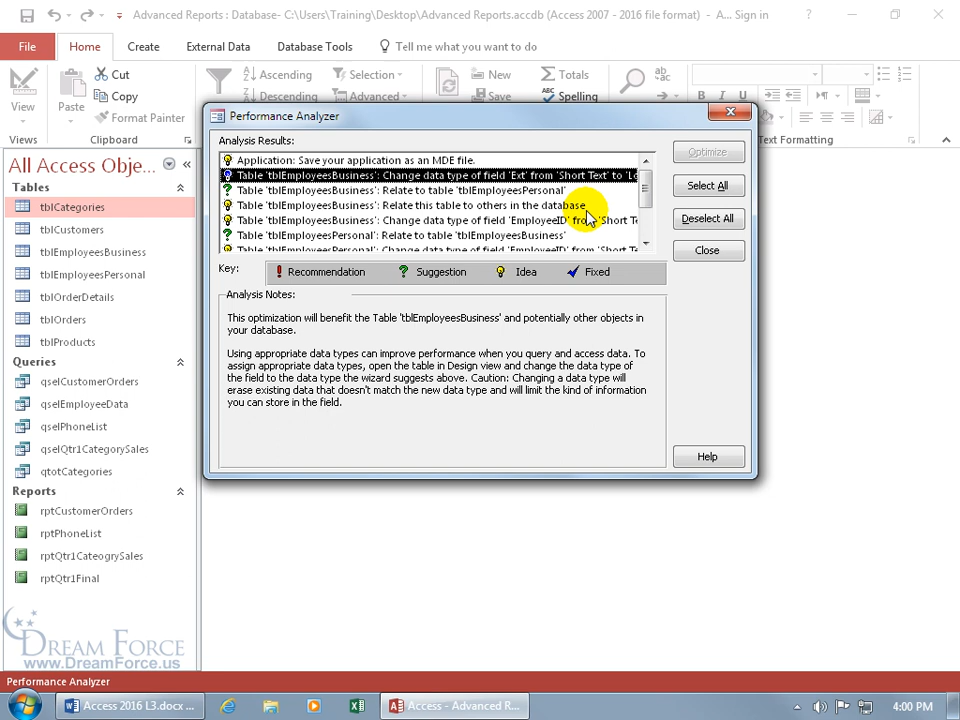 Advanced Reports : Database- C:\Users\Training\Desktop\Advanced Reports.accdb (Access 2007 - 2016 file format) - A... Sign in
File Home Create External Data Database Tools Tell me what you want to do
View
Views
Paste
Cut
Copy
Format Painter
Clipboard
Ascending
Descending
Selection
Advanced
New
Save
Totals
Spelling
B I U
Text Formatting
All Access Obje...
Tables
tblCategories
tblCustomers
tblEmployeesBusiness
tblEmployeesPersonal
tblOrderDetails
tblOrders
tblProducts
Queries
qselCustomerOrders
qselEmployeeData
qselPhoneList
qselQtr1CategorySales
qtotCategories
Reports
rptCustomerOrders
rptPhoneList
rptQtr1CateogrySales
rptQtr1Final
DREAM FORCE
www.DreamForce.us
Performance Analyzer
Analysis Results:
Application: Save your application as an MDE file.
Table 'tblEmployeesBusiness': Change data type of field 'Ext' from 'Short Text' to 'Lo
Table 'tblEmployeesBusiness': Relate to table 'tblEmployeesPersonal'
Table 'tblEmployeesBusiness': Relate this table to others in the database
Table 'tblEmployeesBusiness': Change data type of field 'EmployeeID' from 'Short Te
Table 'tblEmployeesPersonal': Relate to table 'tblEmployeesBusiness'
Table 'tblEmployeesPersonal': Change data type of field 'EmployeeID' from 'Short Te
Optimize
Select All
Deselect All
Close
Key: Recommendation Suggestion Idea Fixed
Analysis Notes:
This optimization will benefit the Table 'tblEmployeesBusiness' and potentially other objects in
your database.
Using appropriate data types can improve performance when you query and access data. To
assign appropriate data types, open the table in Design view and change the data type of
the field to the data type the wizard suggests above. Caution: Changing a data type will
erase existing data that doesn't match the new data type and will limit the kind of information
you can store in the field.
Help
Performance Analyzer
Access 2016 L3.docx ...
Access - Advanced R...
4:00 PM